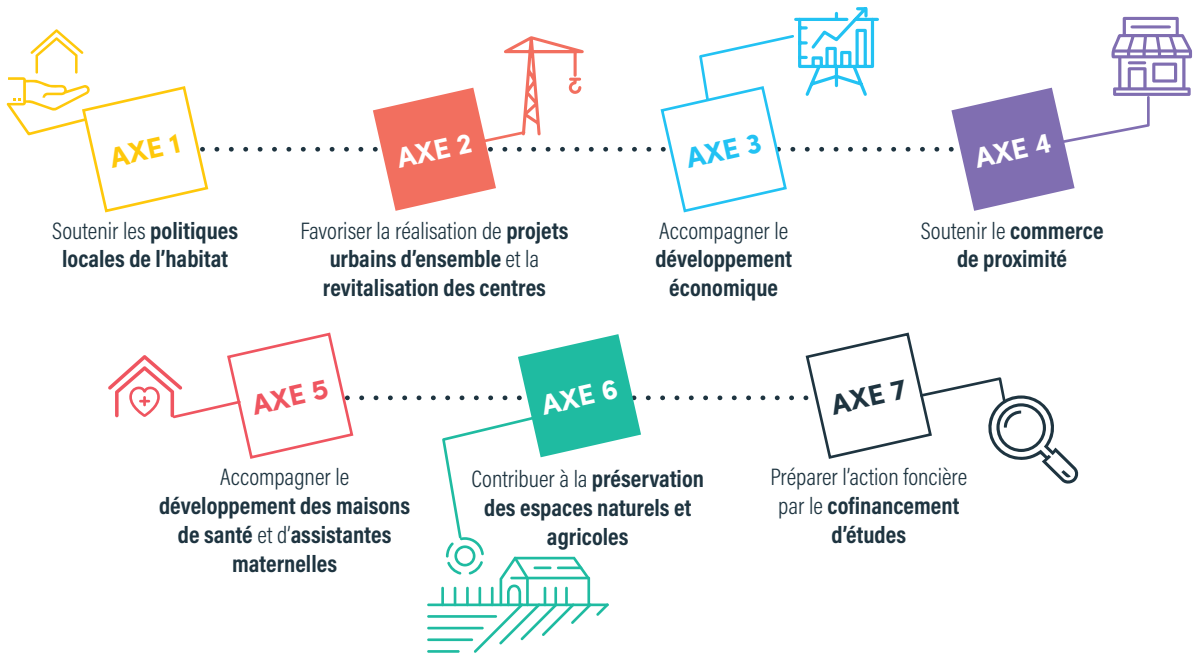 AXE 1
Soutenir les politiques
locales de l'habitat
AXE 2
Favoriser la réalisation de projets
urbains d'ensemble et la
revitalisation des centres
AXE 3
Accompagner le
développement
économique
AXE 4
Soutenir le commerce
de proximité
AXE 5
Accompagner le
développement des maisons
de santé et d'assistantes
maternelles
AXE 6
Contribuer à la préservation
des espaces naturels et
agricoles
AXE 7
Préparer l'action foncière
par le cofinancement
d'études